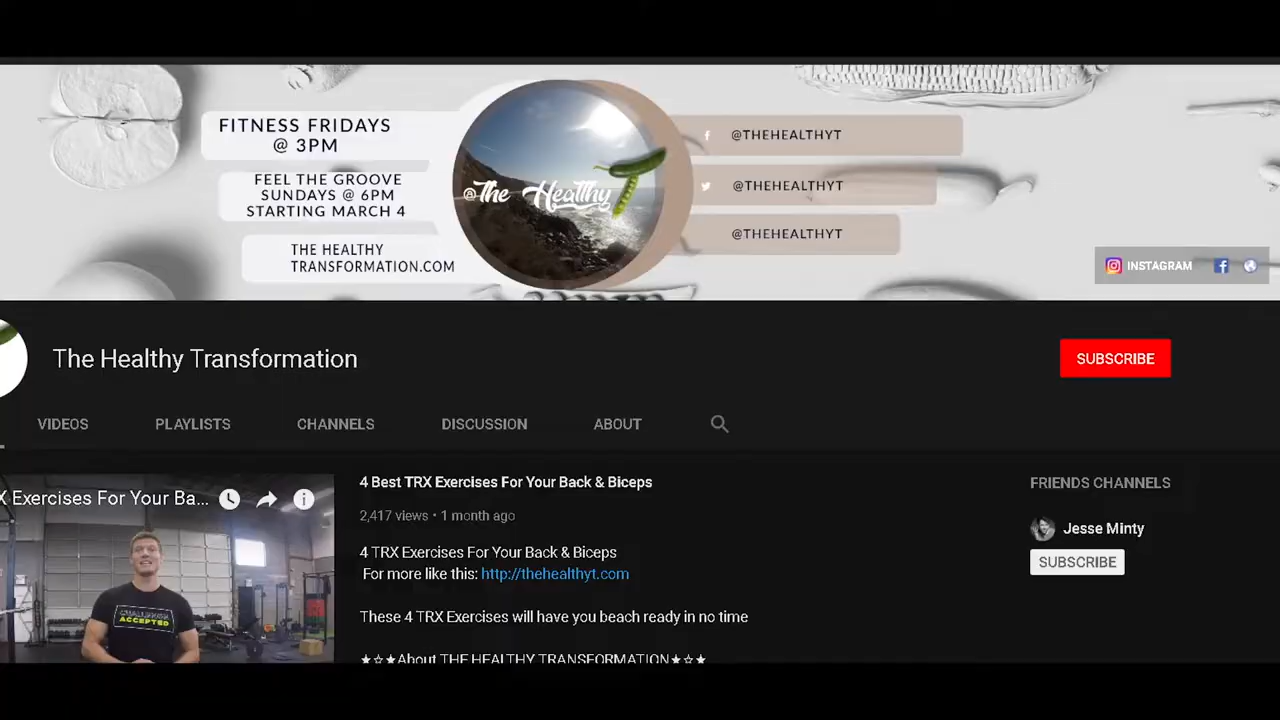 FITNESS FRIDAYS
@ 3PM
FEEL THE GROOVE
SUNDAYS @ 6PM
STARTING MARCH 4
THE HEALTHY
TRANSFORMATION.COM
@The Healthy
@THEHEALTHYT
@THEHEALTHYT
@THEHEALTHYT
INSTAGRAM
The Healthy Transformation
SUBSCRIBE
VIDEOS
PLAYLISTS
CHANNELS
DISCUSSION
ABOUT
X Exercises For Your Ba...
CHALLENGE
ACCEPTED
4 Best TRX Exercises For Your Back & Biceps
2,417 views • 1 month ago
4 TRX Exercises For Your Back & Biceps
For more like this: http://thehealthyt.com
These 4 TRX Exercises will have you beach ready in no time
★☆★About THE HEALTHY TRANSFORMATION★☆★
FRIENDS CHANNELS
Jesse Minty
SUBSCRIBE